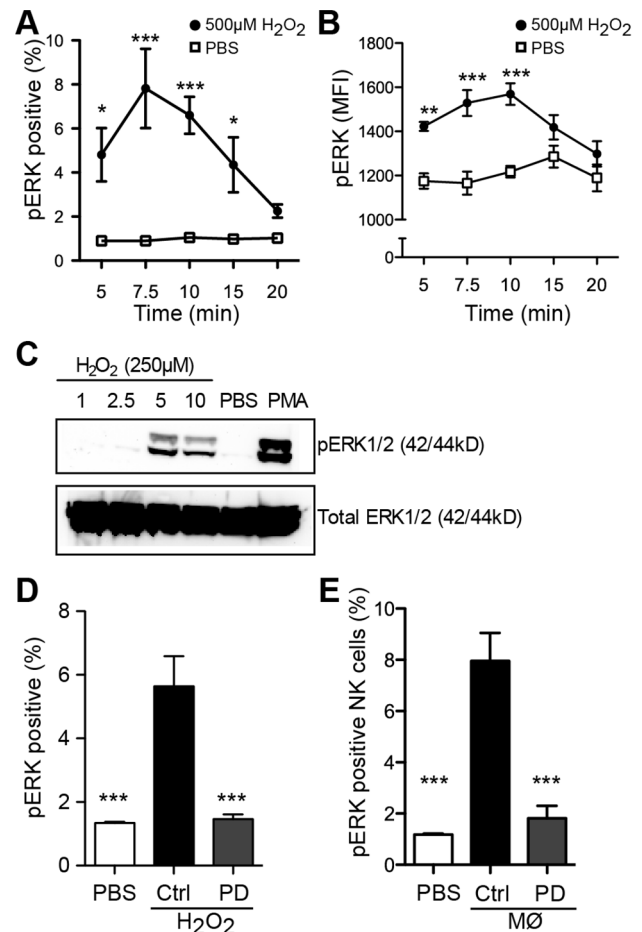 A
500µM H₂O₂
PBS
pERK positive (%)
10
8
6
4
2
0
*
***
***
*
5 7.5 10 15 20
Time (min)
B
500µM H₂O₂
PBS
pERK (MFI)
1800
1600
1400
1200
1000
0
**
***
***
5 7.5 10 15 20
Time (min)
C
H₂O₂ (250µM)
1 2.5 5 10 PBS PMA
pERK1/2 (42/44kD)
Total ERK1/2 (42/44kD)
D
pERK positive (%)
8
6
4
2
0
*** ***
PBS Ctrl PD
H₂O₂
E
pERK positive NK cells (%)
10
8
6
4
2
0
*** ***
PBS Ctrl PD
MØ